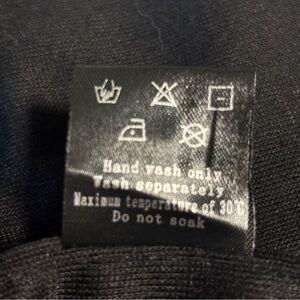 Hand wash only
Wash separately
Maximum temperature of 30℃
Do not soak